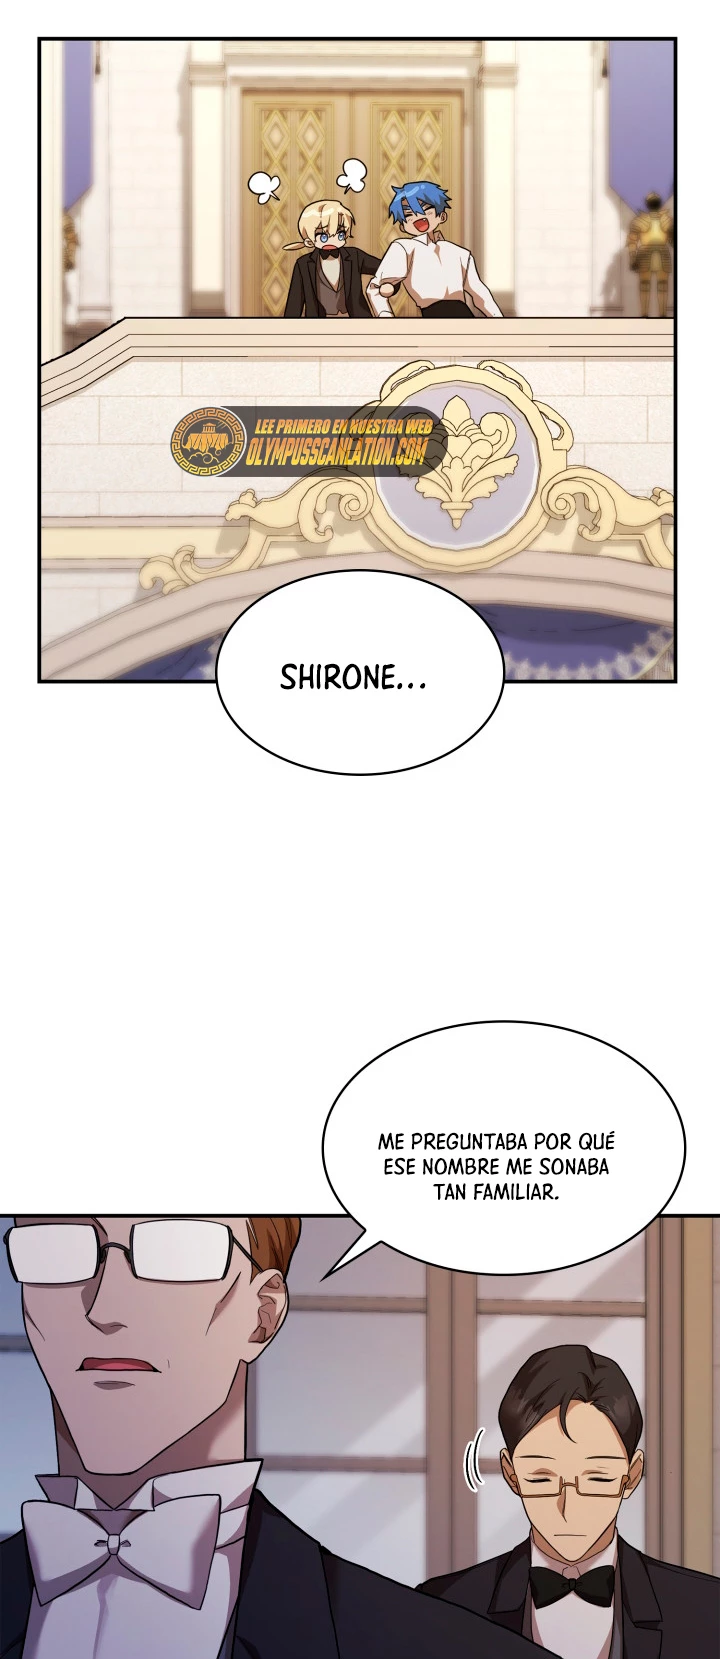 LEE PRIMERO EN NUESTRA WEB
OLYMPUSSCANLATION.COM
SHIRONE...
ME PREGUNTABA POR QUÉ
ESE NOMBRE ME SONABA
TAN FAMILIAR.